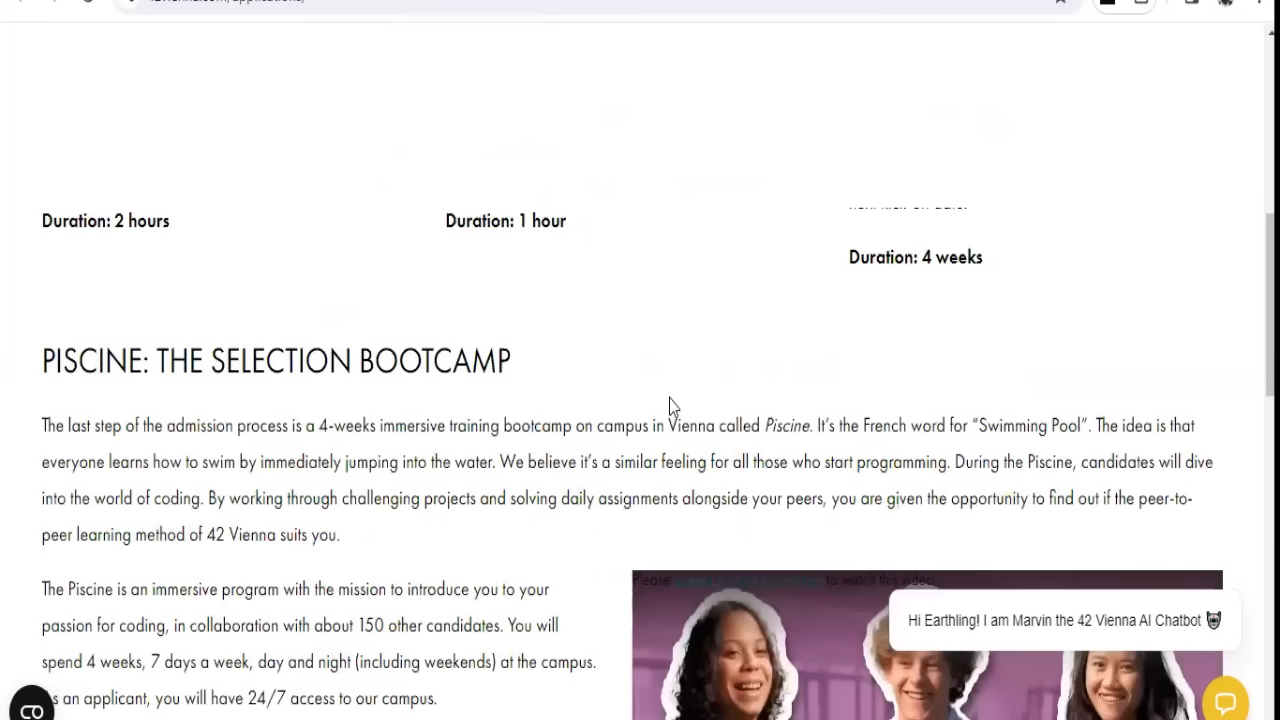 Duration: 2 hours
Duration: 1 hour
Duration: 4 weeks
PISCINE: THE SELECTION BOOTCAMP
The last step of the admission process is a 4-weeks immersive training bootcamp on campus in Vienna called Piscine. It's the French word for “Swimming Pool”. The idea is that
everyone learns how to swim by immediately jumping into the water. We believe it's a similar feeling for all those who start programming. During the Piscine, candidates will dive
into the world of coding. By working through challenging projects and solving daily assignments alongside your peers, you are given the opportunity to find out if the peer-to-
peer learning method of 42 Vienna suits you.
The Piscine is an immersive program with the mission to introduce you to your
passion for coding, in collaboration with about 150 other candidates. You will
spend 4 weeks, 7 days a week, day and night (including weekends) at the campus.
as an applicant, you will have 24/7 access to our campus.
Please to watch this video.
Hi Earthling! I am Marvin the 42 Vienna AI Chatbot